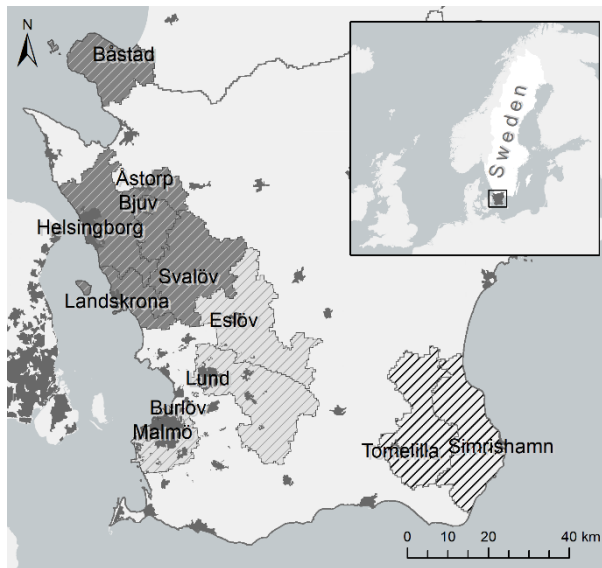 N
Båstad
Sweden
Åstorp
Bjuv
Helsingborg
Svalöv
Landskrona
Eslöv
Lund
Burlöv
Malmö
Tomelilla
Simrishamn
0 10 20 40 km